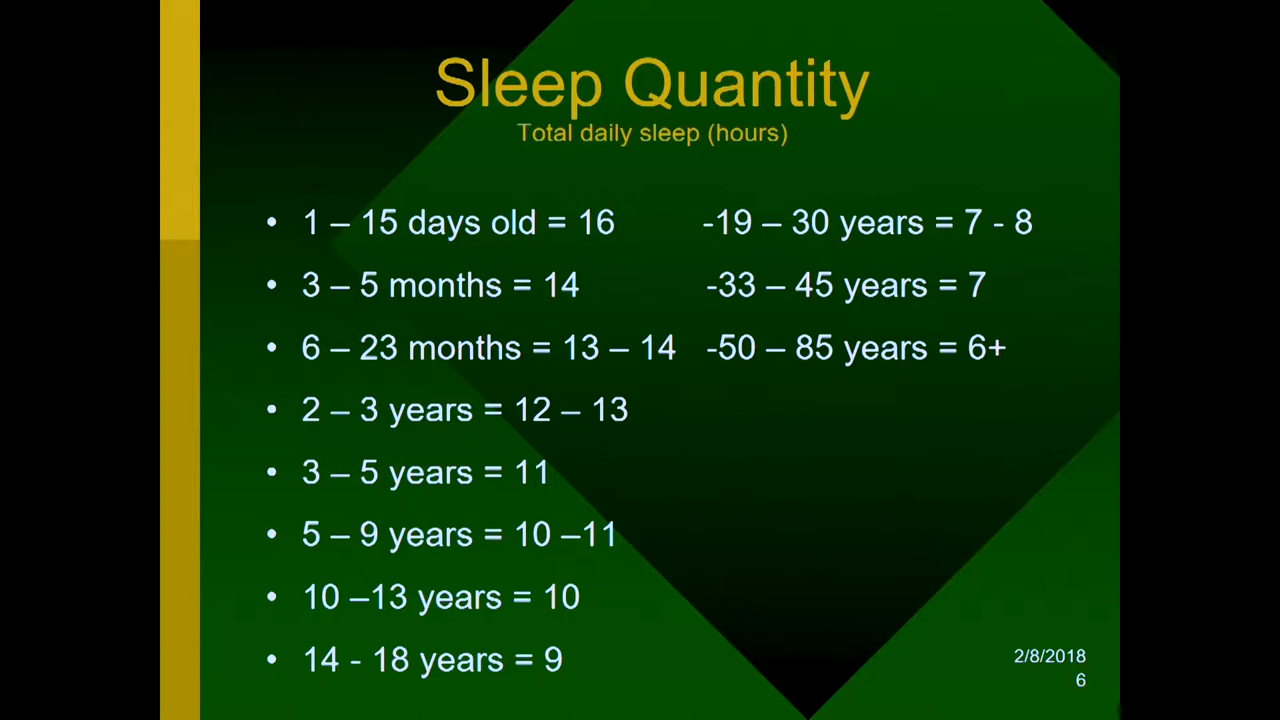 Sleep Quantity
Total daily sleep (hours)
• 1 – 15 days old = 16
• 3 – 5 months = 14
• 6 – 23 months = 13 – 14
• 2 – 3 years = 12 – 13
• 3 – 5 years = 11
• 5 – 9 years = 10 –11
• 10 –13 years = 10
• 14 - 18 years = 9
-19 – 30 years = 7 - 8
-33 – 45 years = 7
-50 – 85 years = 6+
2/8/2018
6